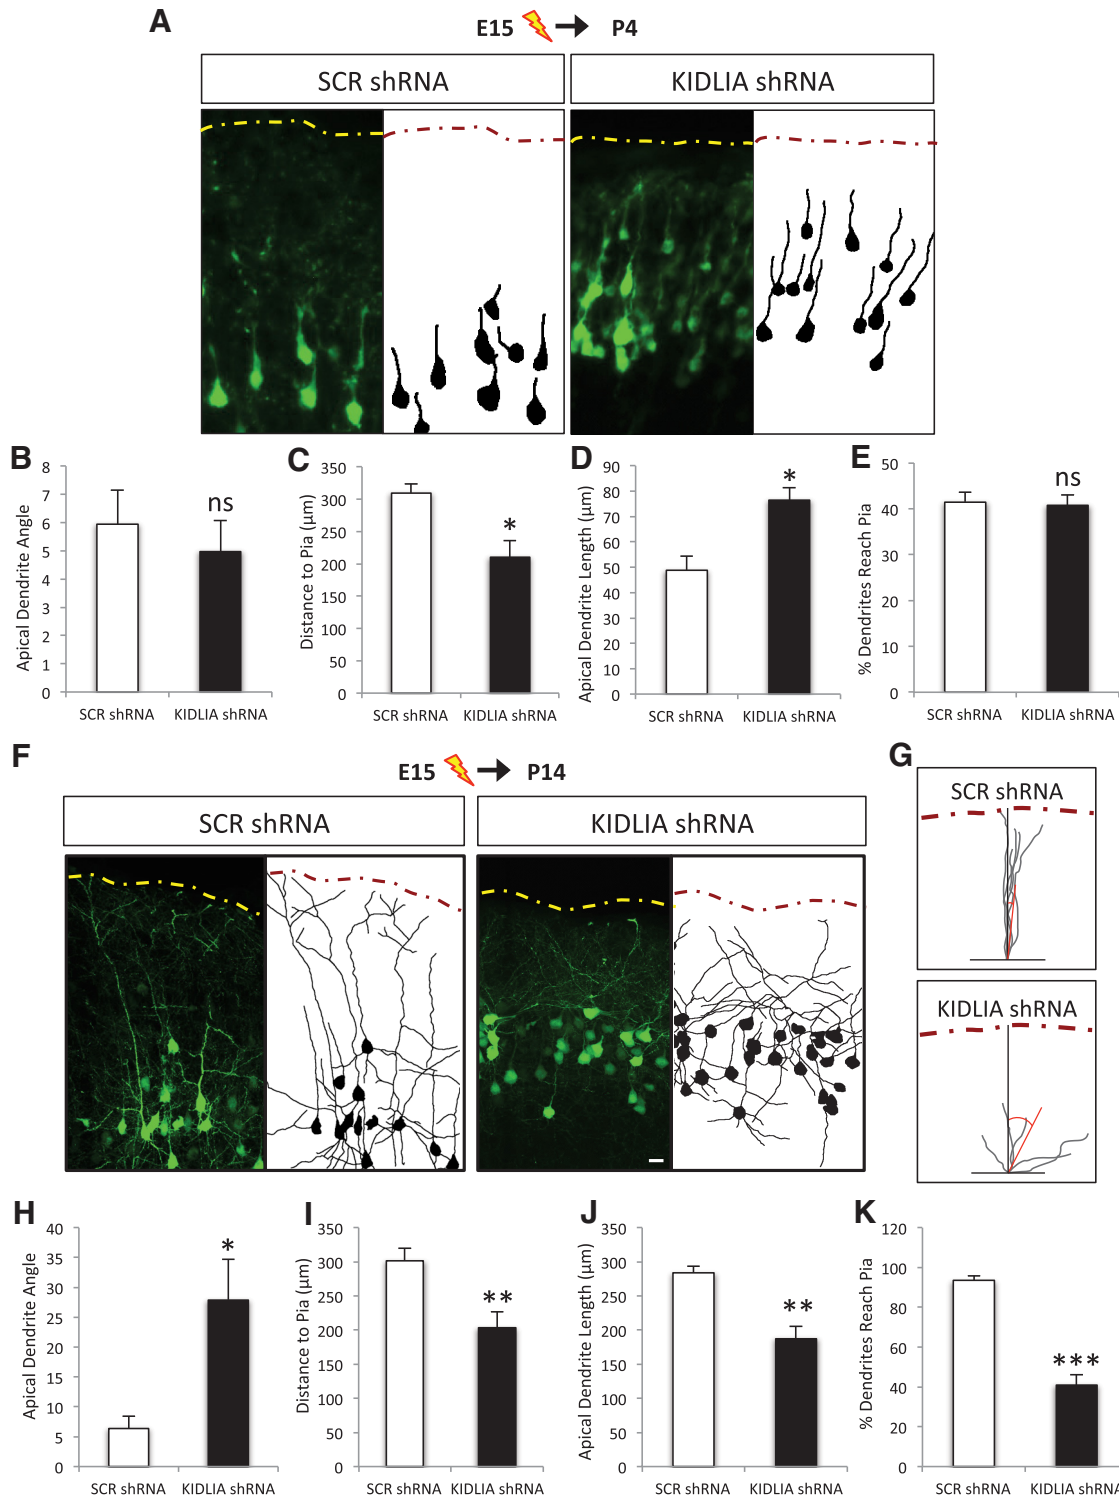 A
E15 P4
SCR shRNA KIDLIA shRNA
B
Apical Dendrite Angle
8
7
6
5
4
3
2
1
0
ns
SCR shRNA KIDLIA shRNA
C
Distance to Pia (µm)
350
300
250
200
150
100
50
0
*
SCR shRNA KIDLIA shRNA
D
Apical Dendrite Length (µm)
90
80
70
60
50
40
30
20
10
0
*
SCR shRNA KIDLIA shRNA
E
% Dendrites Reach Pia
50
40
30
20
10
0
ns
SCR shRNA KIDLIA shRNA
F
E15 P14
SCR shRNA KIDLIA shRNA
G
SCR shRNA
KIDLIA shRNA
H
Apical Dendrite Angle
40
35
30
25
20
15
10
5
0
*
SCR shRNA KIDLIA shRNA
I
Distance to Pia (µm)
350
300
250
200
150
100
50
0
**
SCR shRNA KIDLIA shRNA
J
Apical Dendrite Length (µm)
350
300
250
200
150
100
50
0
**
SCR shRNA KIDLIA shRNA
K
% Dendrites Reach Pia
120
100
80
60
40
20
0
***
SCR shRNA KIDLIA shRNA